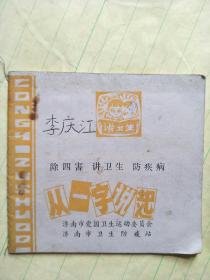 讲卫生
李庆江
除四害 讲卫生 防疾病
从一字说起
济南市爱国卫生运动委员会
济南市卫生防疫站